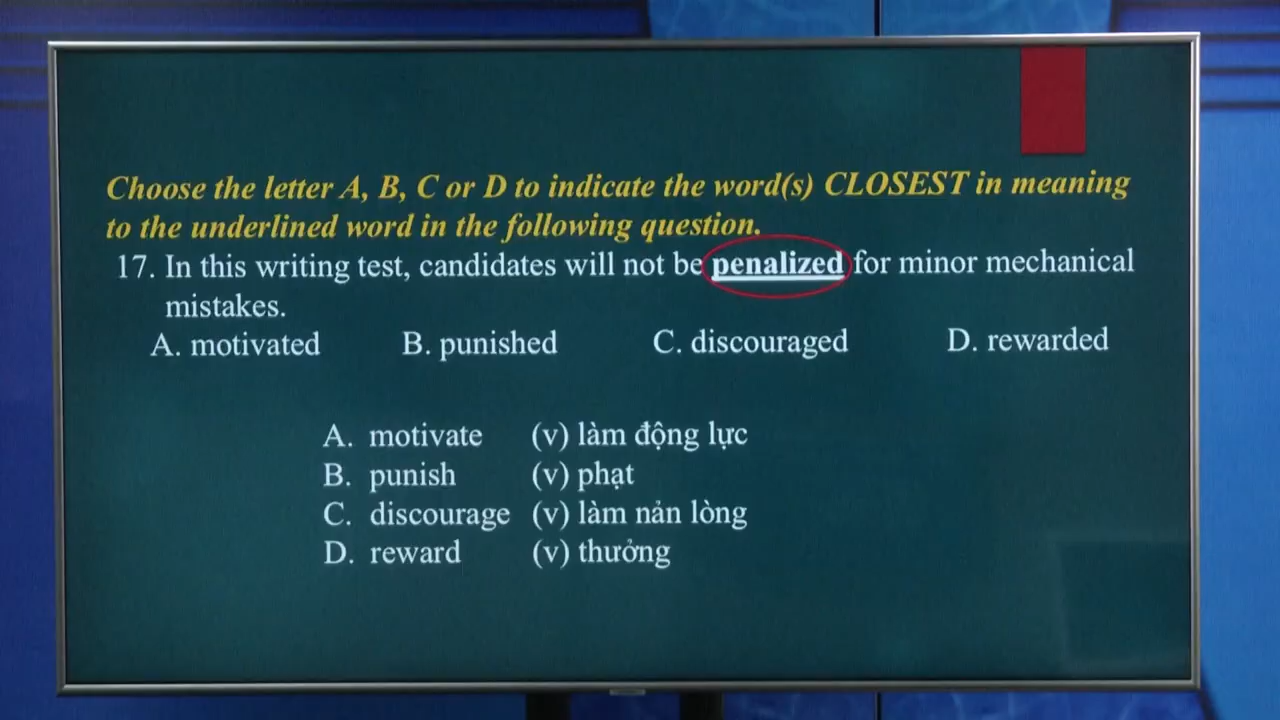 Choose the letter A, B, C or D to indicate the word(s) CLOSEST in meaning
to the underlined word in the following question.
17. In this writing test, candidates will not be penalized for minor mechanical
mistakes.
A. motivated B. punished C. discouraged D. rewarded
A. motivate (v) làm động lực
B. punish (v) phạt
C. discourage (v) làm nản lòng
D. reward (v) thưởng